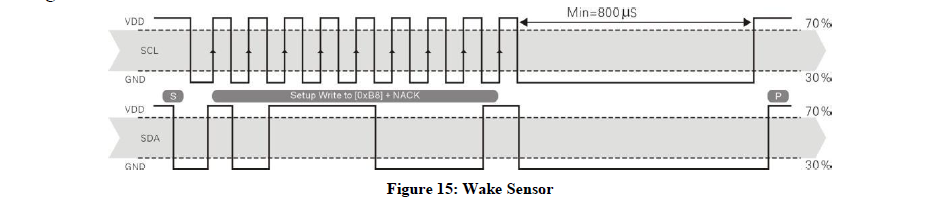 Min=800μS
VDD
70%
SCL
GND
30%
S
Setup Write to [0xB8] + NACK
P
VDD
70%
SDA
GND
30%
Figure 15: Wake Sensor